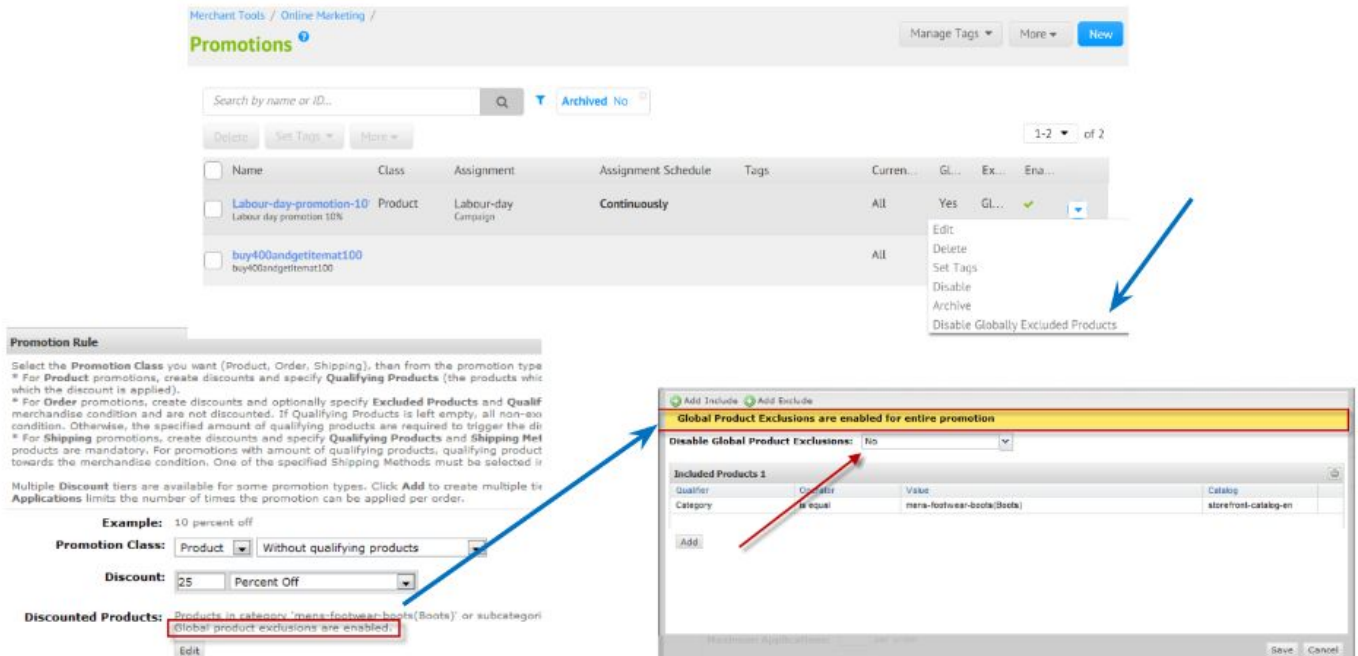 Merchant Tools / Online Marketing /
Promotions ?
Manage Tags More New
Search by name or ID...
Archived No
Delete Set Tags More
1-2 of 2
Name Class Assignment Assignment Schedule Tags Curren... Gl... Ex... Ena...
Labour-day-promotion-10 Product Labour-day Continuously All Yes Gl...
Labour day promotion 10% Campaign
buy400andgetitemat100 All
buy400andgetitemat100
Edit
Delete
Set Tags
Disable
Archive
Disable Globally Excluded Products
Promotion Rule
Select the Promotion Class you want (Product, Order, Shipping), then from the promotion type
* For Product promotions, create discounts and specify Qualifying Products (the products whic
which the discount is applied).
* For Order promotions, create discounts and optionally specify Excluded Products and Qualif
merchandise condition and are not discounted. If Qualifying Products is left empty, all non-exc
condition. Otherwise, the specified amount of qualifying products are required to trigger the di
* For Shipping promotions, create discounts and specify Qualifying Products and Shipping Met
products are mandatory. For promotions with amount of qualifying products, qualifying product
towards the merchandise condition. One of the specified Shipping Methods must be selected i
Multiple Discount tiers are available for some promotion types. Click Add to create multiple tie
Applications limits the number of times the promotion can be applied per order.
Example: 10 percent off
Promotion Class: Product Without qualifying products
Discount: 25 Percent Off
Discounted Products: Products in category 'mens-footwear-boots(Boots)' or subcategori
Global product exclusions are enabled.
Edit
Add Include Add Exclude
Global Product Exclusions are enabled for entire promotion
Disable Global Product Exclusions: No
Included Products 1
Qualifier Operator Value Catalog
Category is equal mens-footwear-boots(Boots) storefront-catalog-en
Add
Maximum Applications:
Save Cancel